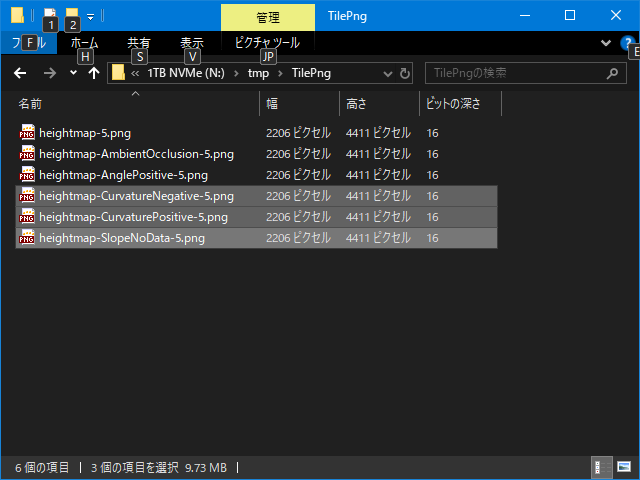 管理 TilePng
1 2
ファイル ホーム 共有 表示 ピクチャ ツール
F H S V JP E
1TB NVMe (N:) tmp TilePng TilePngの検索
名前 幅 高さ ビットの深さ
heightmap-5.png 2206 ピクセル 4411 ピクセル 16
heightmap-AmbientOcclusion-5.png 2206 ピクセル 4411 ピクセル 16
heightmap-AnglePositive-5.png 2206 ピクセル 4411 ピクセル 16
heightmap-CurvatureNegative-5.png 2206 ピクセル 4411 ピクセル 16
heightmap-CurvaturePositive-5.png 2206 ピクセル 4411 ピクセル 16
heightmap-SlopeNoData-5.png 2206 ピクセル 4411 ピクセル 16
6 個の項目 3 個の項目を選択 9.73 MB